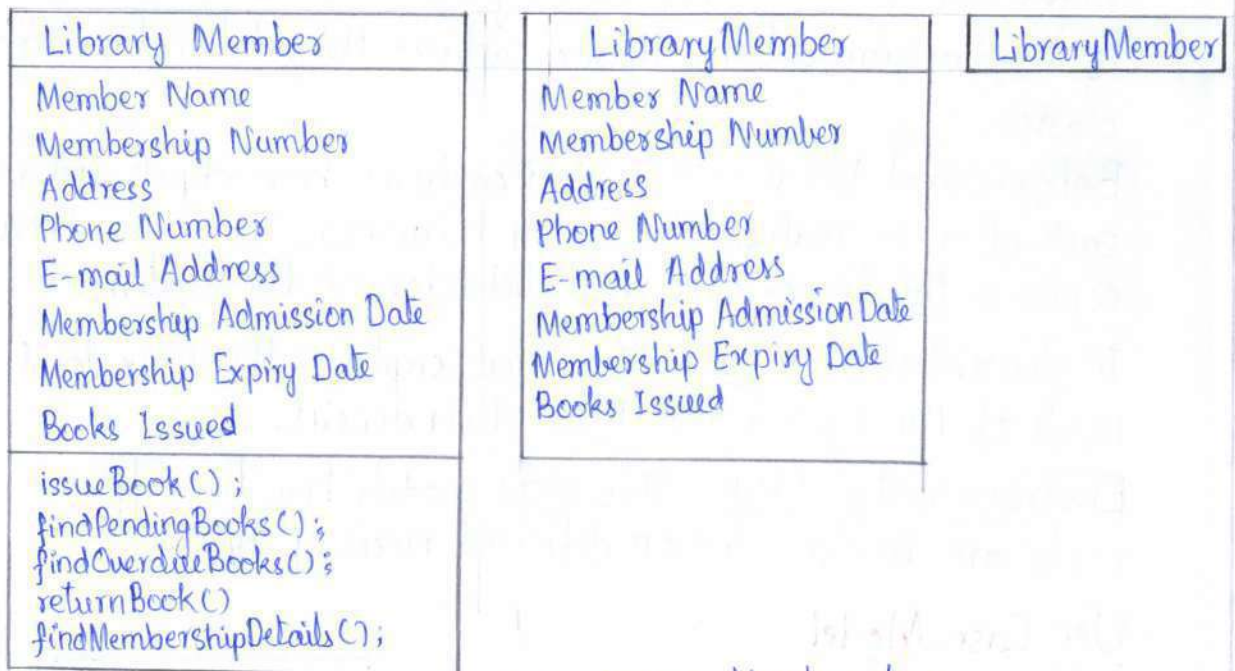 Library Member
Member Name
Membership Number
Address
Phone Number
E-mail Address
Membership Admission Date
Membership Expiry Date
Books Issued
issueBook();
findPendingBooks();
findOverdueBooks();
returnBook()
findMembershipDetails();
LibraryMember
Member Name
Membership Number
Address
Phone Number
E-mail Address
Membership Admission Date
Membership Expiry Date
Books Issued
LibraryMember